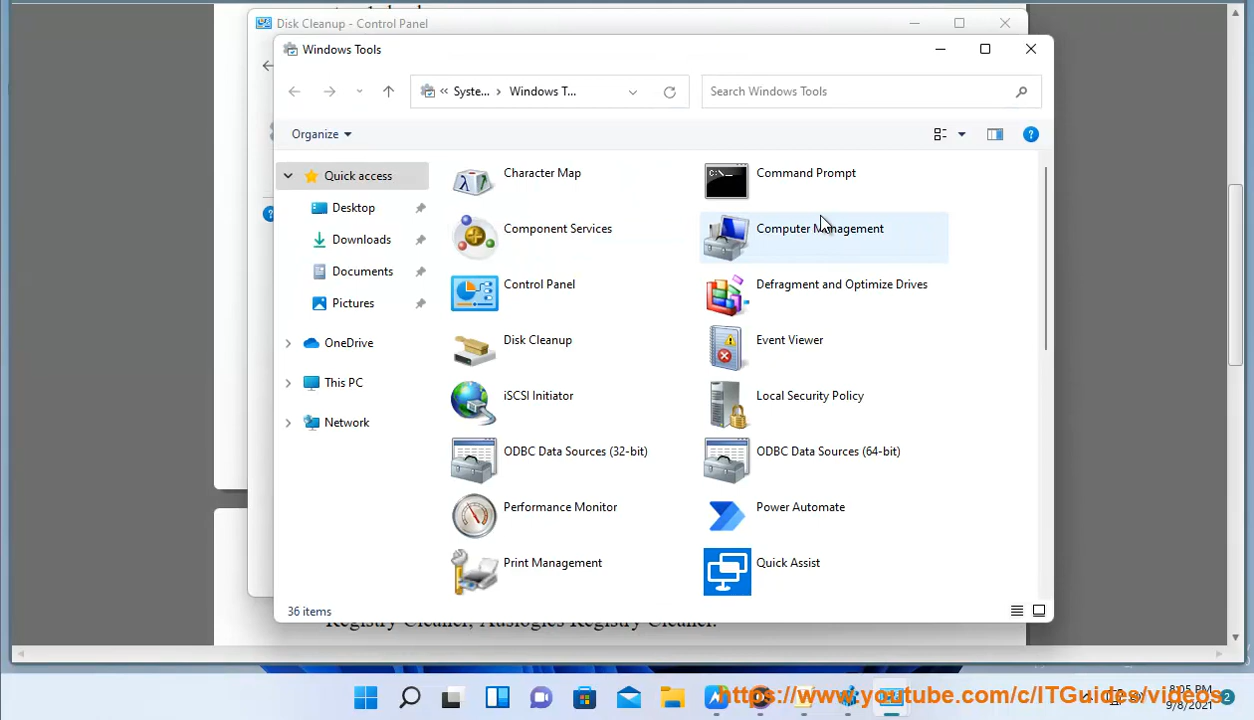 Disk Cleanup - Control Panel
Windows Tools
Syste...
Windows T...
Search Windows Tools
Organize
Quick access
Desktop
Downloads
Documents
Pictures
OneDrive
This PC
Network
Character Map
Command Prompt
Component Services
Computer Management
Control Panel
Defragment and Optimize Drives
Disk Cleanup
Event Viewer
iSCSI Initiator
Local Security Policy
ODBC Data Sources (32-bit)
ODBC Data Sources (64-bit)
Performance Monitor
Power Automate
Print Management
Quick Assist
36 items
Registry Cleaner, Auslogics Registry Cleaner.
https://www.youtube.com/c/ITGuides/videos
8:05 PM
9/8/2021
2